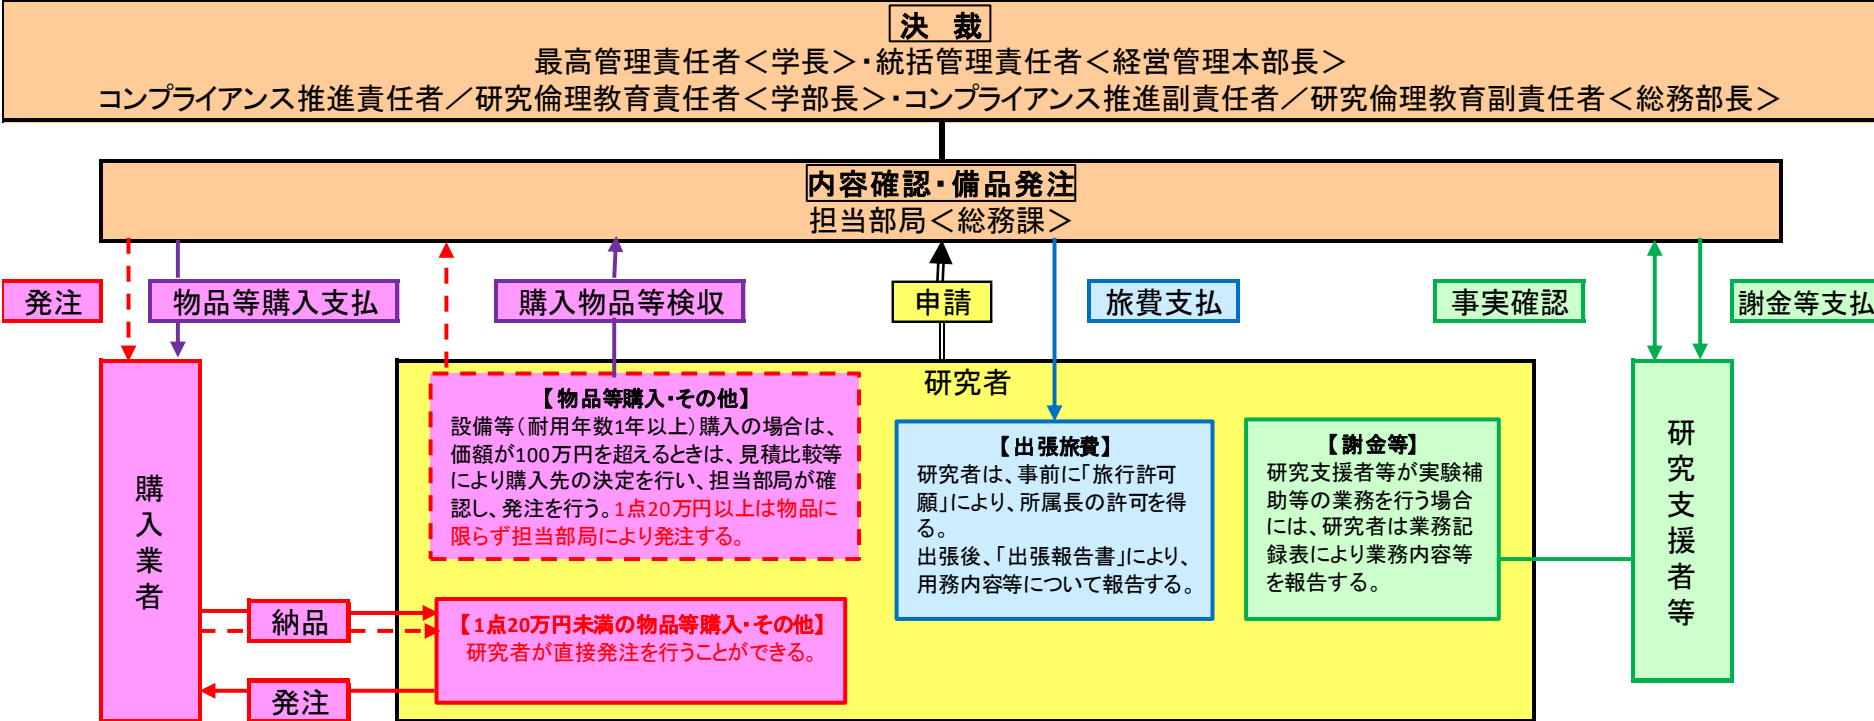 決 裁
最高管理責任者＜学長＞・統括管理責任者＜経営管理本部長＞
コンプライアンス推進責任者／研究倫理教育責任者＜学部長＞・コンプライアンス推進副責任者／研究倫理教育副責任者＜総務部長＞
内容確認・備品発注
担当部局＜総務課＞
発注
物品等購入支払
購入物品等検収
申請
旅費支払
事実確認
謝金等支払
購入業者
研究者
【物品等購入・その他】
設備等（耐用年数1年以上）購入の場合は、
価額が100万円を超えるときは、見積比較等
により購入先の決定を行い、担当部局が確
認し、発注を行う。1点20万円以上は物品に
限らず担当部局により発注する。
【出張旅費】
研究者は、事前に「旅行許可
願」により、所属長の許可を得
る。
出張後、「出張報告書」により、
用務内容等について報告する。
【謝金等】
研究支援者等が実験補
助等の業務を行う場合
には、研究者は業務記
録表により業務内容等
を報告する。
研究支援者等
納品
【1点20万円未満の物品等購入・その他】
研究者が直接発注を行うことができる。
発注